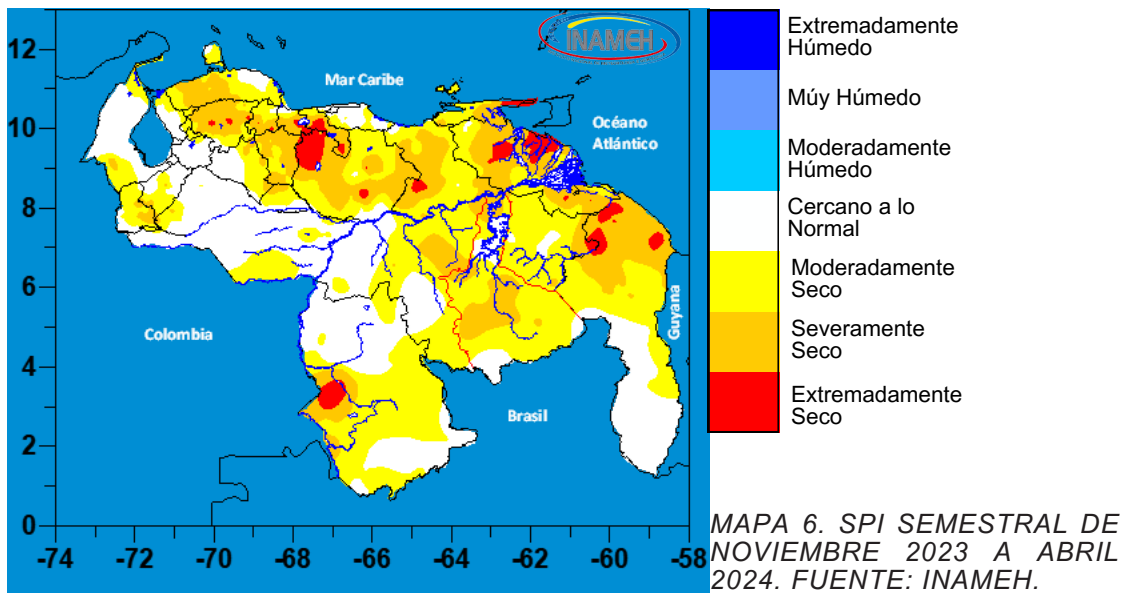 INAMEH
Mar Caribe
Océano
Atlántico
Colombia
Brasil
Guyana
12
10
8
6
4
2
0
-74
-72
-70
-68
-66
-64
-62
-60
-58
Extremadamente
Húmedo
Múy Húmedo
Moderadamente
Húmedo
Cercano a lo
Normal
Moderadamente
Seco
Severamente
Seco
Extremadamente
Seco
MAPA 6. SPI SEMESTRAL DE
NOVIEMBRE 2023 A ABRIL
2024. FUENTE: INAMEH.